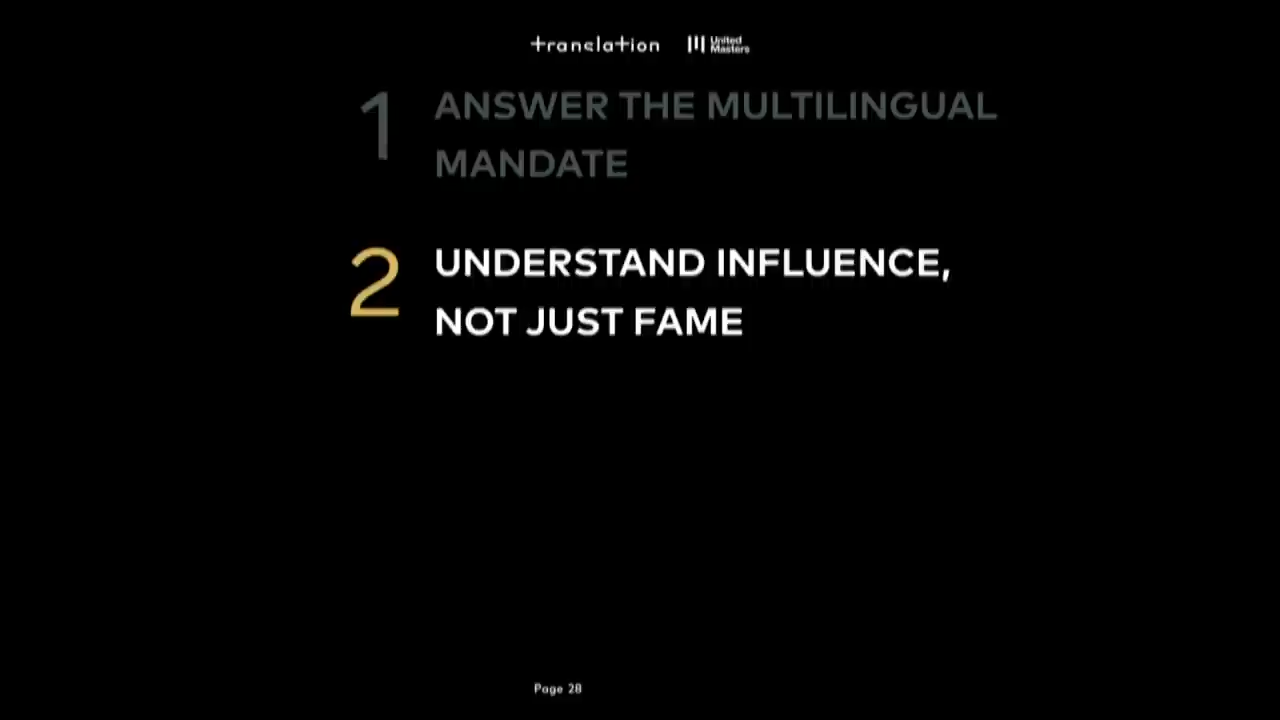 translation United Masters
1 ANSWER THE MULTILINGUAL
MANDATE
2 UNDERSTAND INFLUENCE,
NOT JUST FAME
Page 28